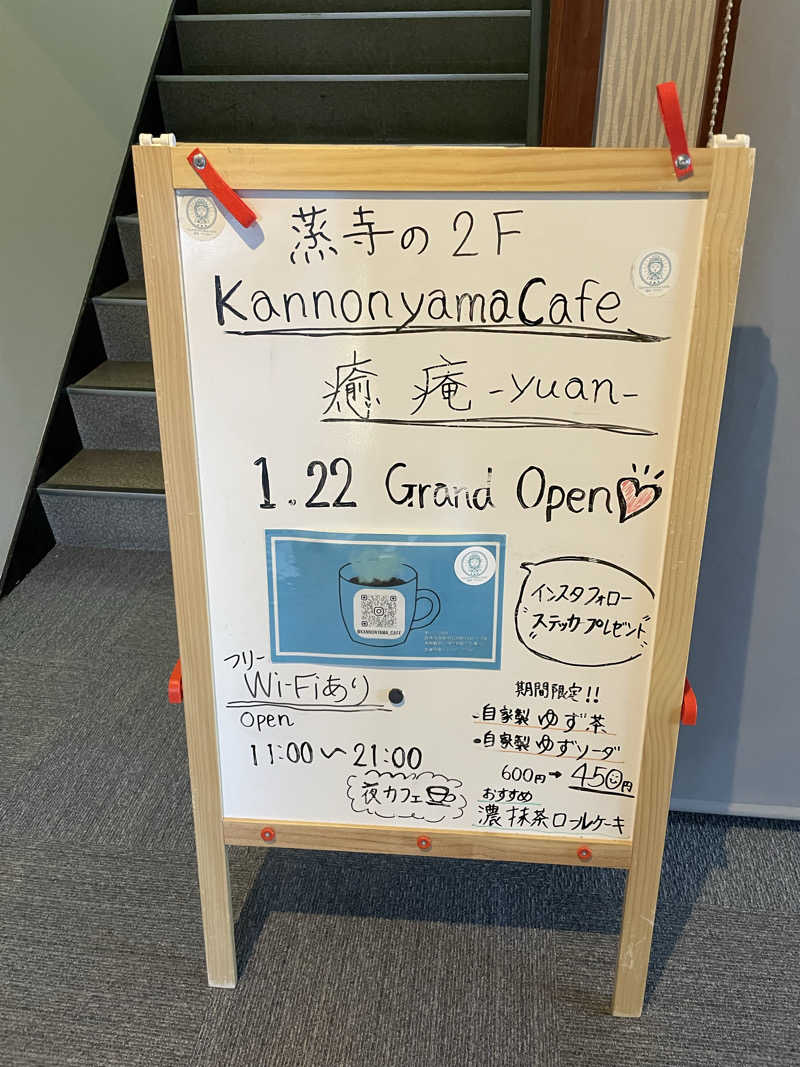 蒸寺の2F
KannonyamaCafe
癒庵 -yuan-
1.22 Grand Open
@KANNONYAMA_CAFE
インスタフォロー
ステッカープレゼント
フリー
Wi-Fiあり
Open
11:00〜21:00
夜カフェ
期間限定!!
・自家製ゆず茶
・自家製ゆずソーダ
600円→450円
おすすめ
濃抹茶ロールケーキ